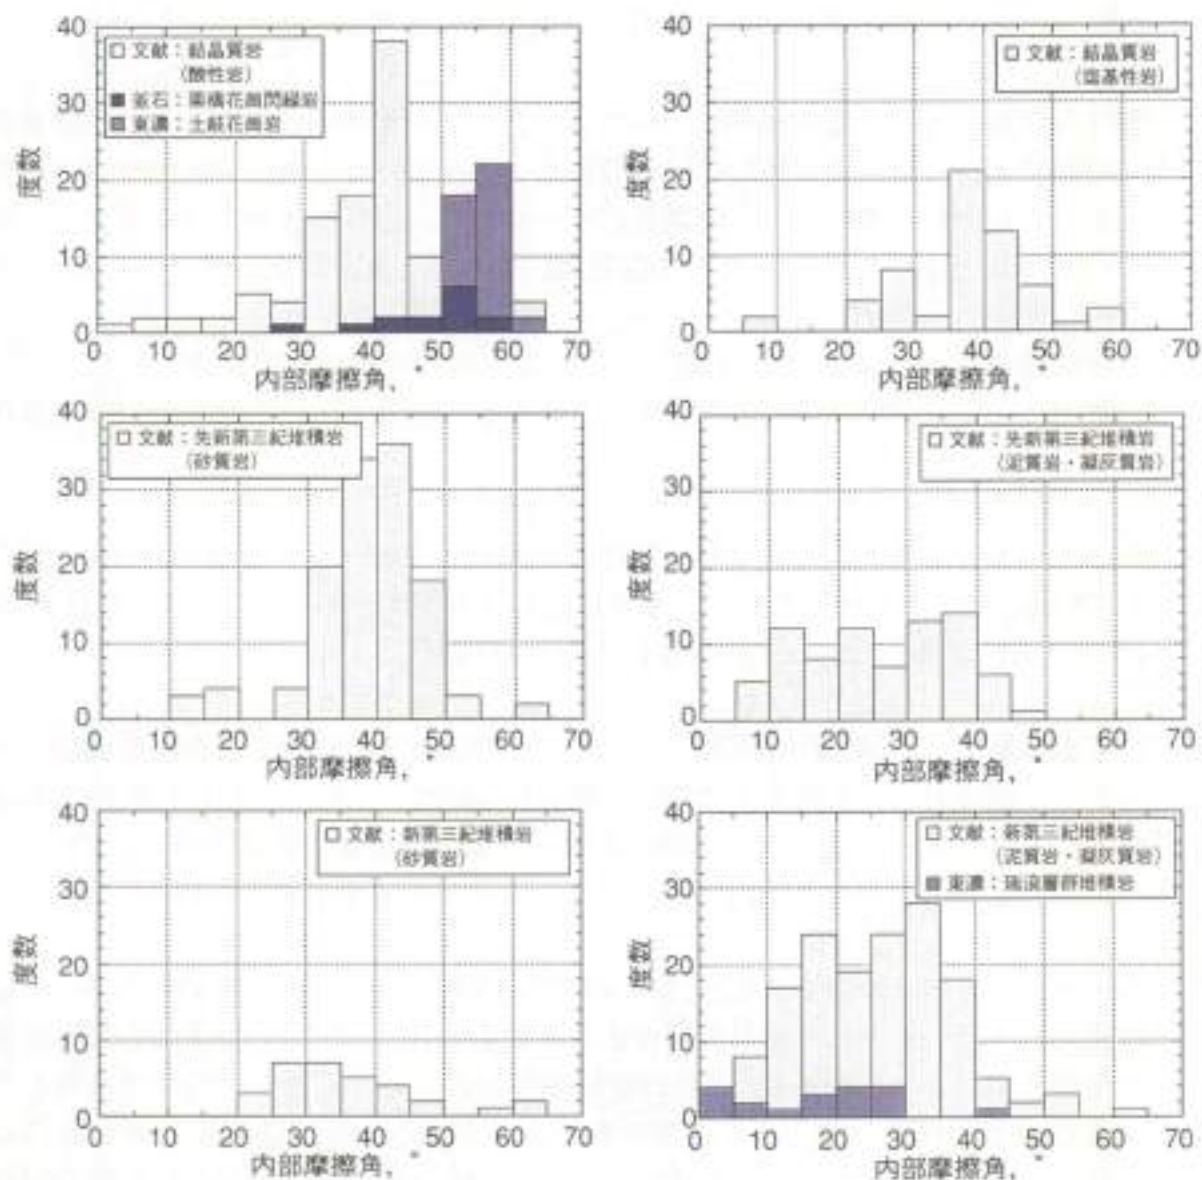 40
30
20
10
0
度数
□ 文献：結晶質岩
（酸性岩）
■ 釜石：栗橋花崗閃緑岩
■ 東濃：土岐花崗岩
0 10 20 30 40 50 60 70
内部摩擦角, °
40
30
20
10
0
度数
□ 文献：結晶質岩
（塩基性岩）
0 10 20 30 40 50 60 70
内部摩擦角, °
40
30
20
10
0
度数
□ 文献：先新第三紀堆積岩
（砂質岩）
0 10 20 30 40 50 60 70
内部摩擦角, °
40
30
20
10
0
度数
□ 文献：先新第三紀堆積岩
（泥質岩・凝灰質岩）
0 10 20 30 40 50 60 70
内部摩擦角, °
40
30
20
10
0
度数
□ 文献：新第三紀堆積岩
（砂質岩）
0 10 20 30 40 50 60 70
内部摩擦角, °
40
30
20
10
0
度数
□ 文献：新第三紀堆積岩
（泥質岩・凝灰質岩）
■ 東濃：瑞浪層群堆積岩
0 10 20 30 40 50 60 70
内部摩擦角, °